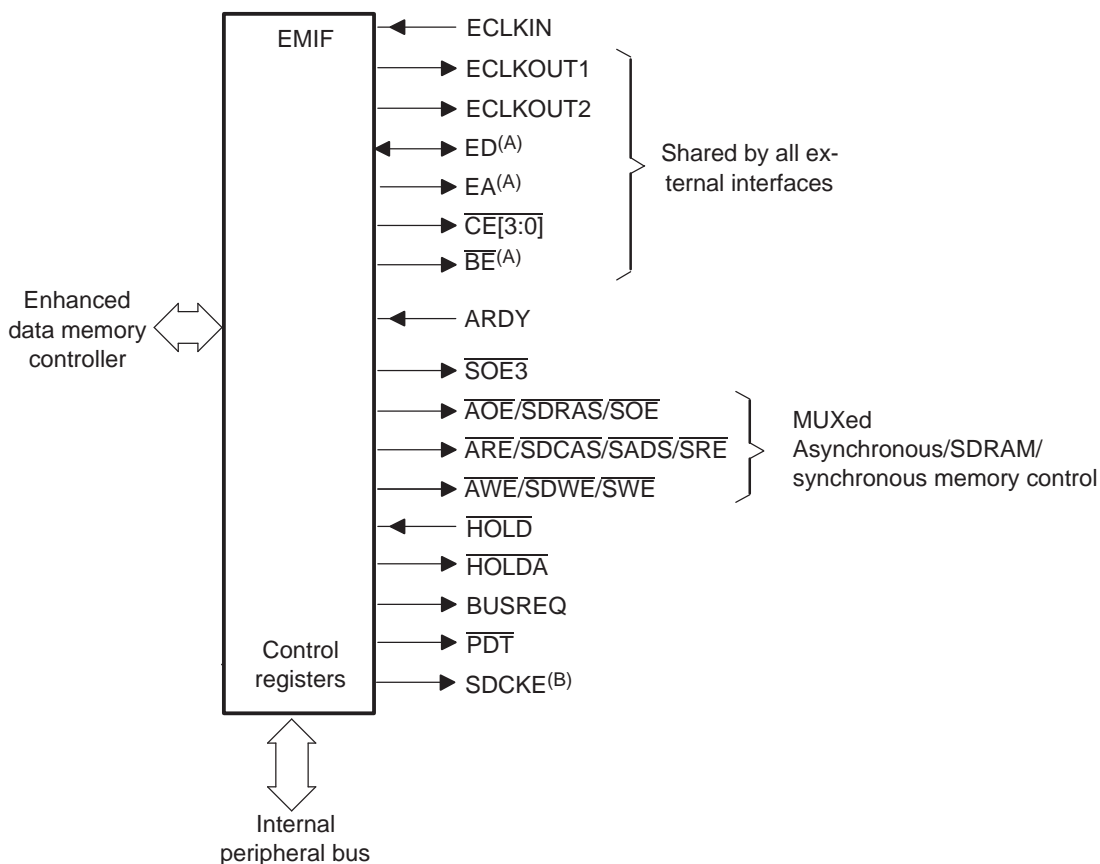 EMIF
ECLKIN
ECLKOUT1
ECLKOUT2
ED(A)
EA(A)
CE[3:0]
BE(A)
Shared by all ex-
ternal interfaces
Enhanced
data memory
controller
ARDY
SOE3
AOE/SDRAS/SOE
ARE/SDCAS/SADS/SRE
AWE/SDWE/SWE
MUXed
Asynchronous/SDRAM/
synchronous memory control
HOLD
HOLDA
BUSREQ
PDT
SDCKE(B)
Control
registers
Internal
peripheral bus